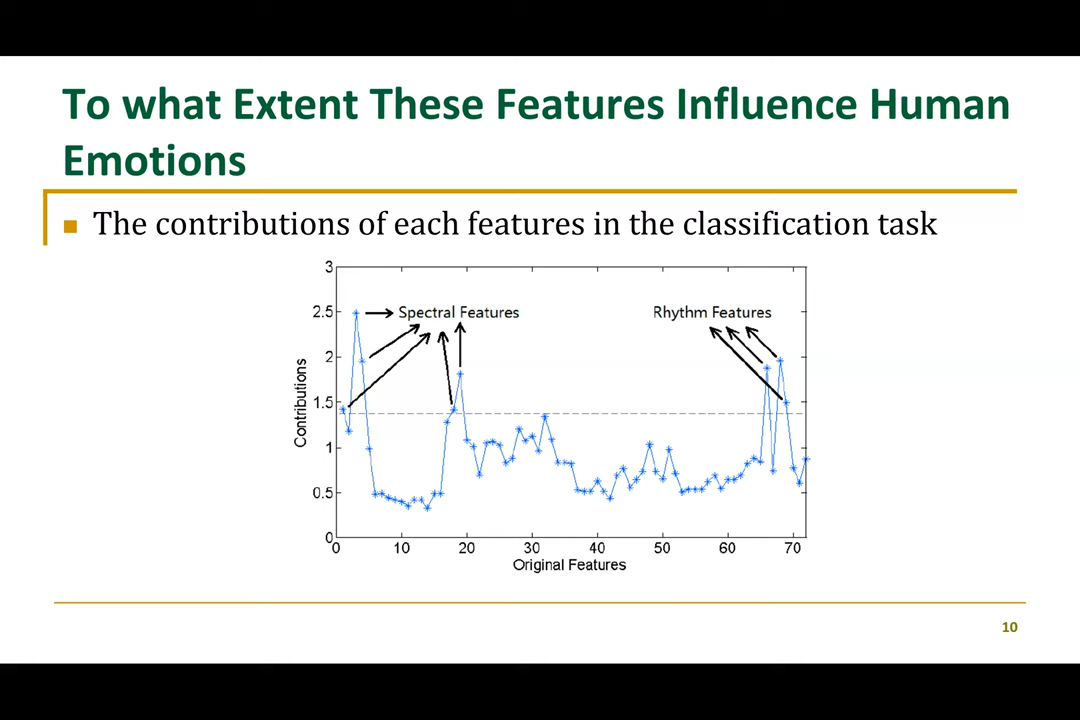 To what Extent These Features Influence Human
Emotions
The contributions of each features in the classification task
3
2.5
2
1.5
1
0.5
0
Contributions
Spectral Features
Rhythm Features
0 10 20 30 40 50 60 70
Original Features
10